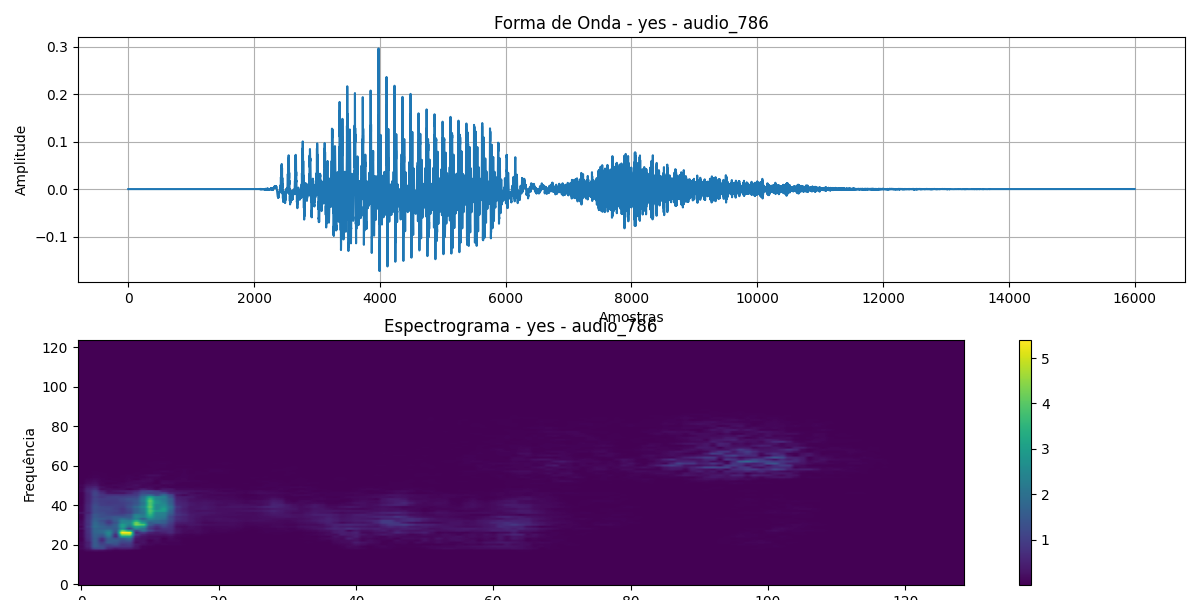 Forma de Onda - yes - audio_786
0.3
0.2
0.1
0.0
−0.1
Amplitude
0 2000 4000 6000 8000 10000 12000 14000 16000
Amostras
Espectrograma - yes - audio_786
120
100
80
60
40
20
0
Frequência
0 20 40 60 80 100 120
5
4
3
2
1